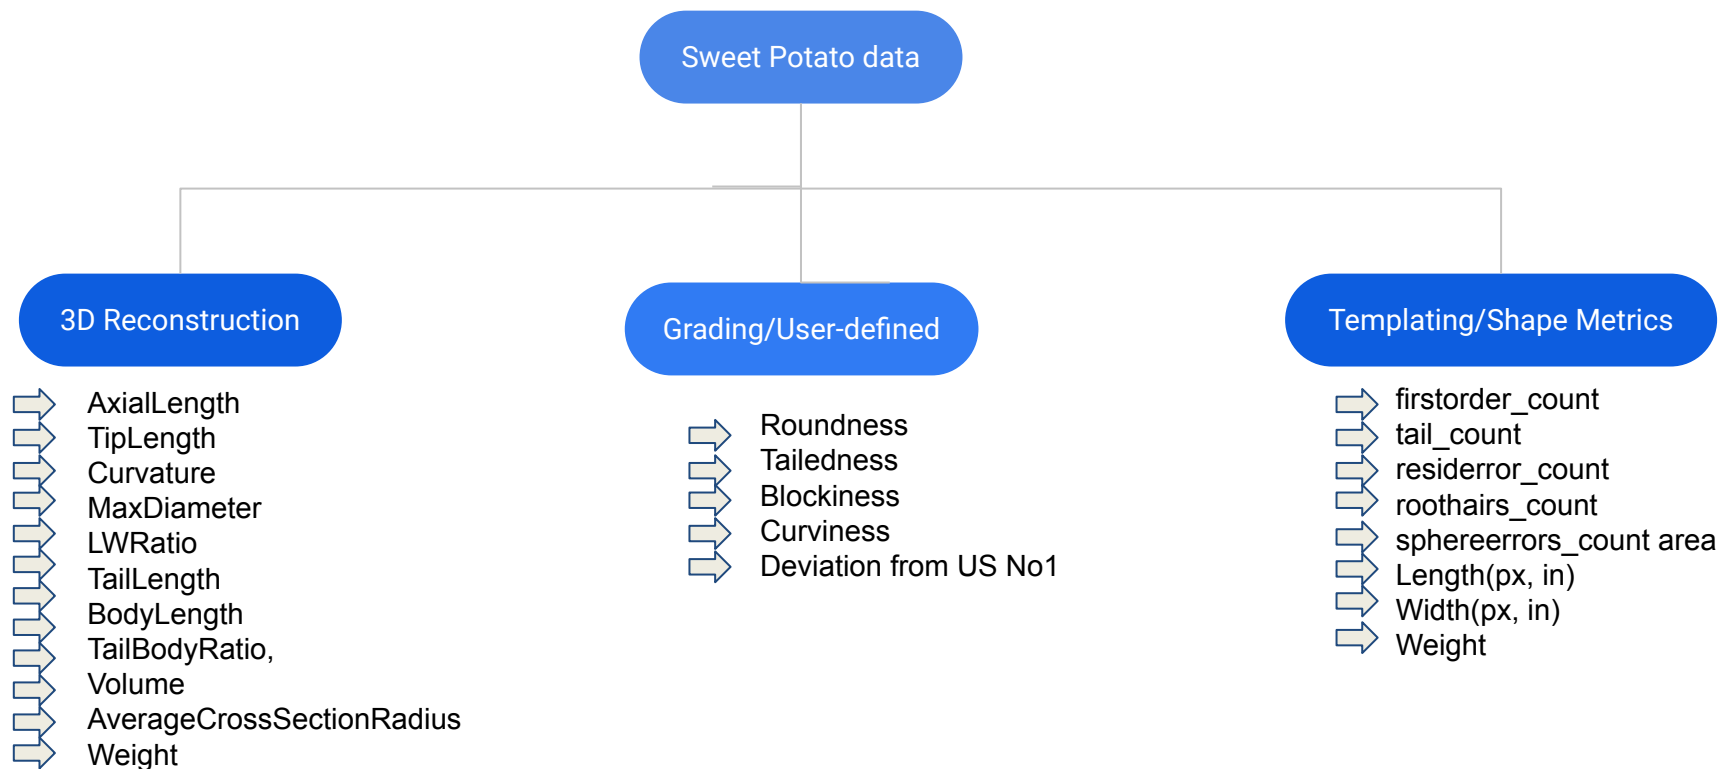 Sweet Potato data
3D Reconstruction
AxialLength
TipLength
Curvature
MaxDiameter
LWRatio
TailLength
BodyLength
TailBodyRatio,
Volume
AverageCrossSectionRadius
Weight
Grading/User-defined
Roundness
Tailedness
Blockiness
Curviness
Deviation from US No1
Templating/Shape Metrics
firstorder_count
tail_count
residerror_count
roothairs_count
sphereerrors_count area
Length(px, in)
Width(px, in)
Weight